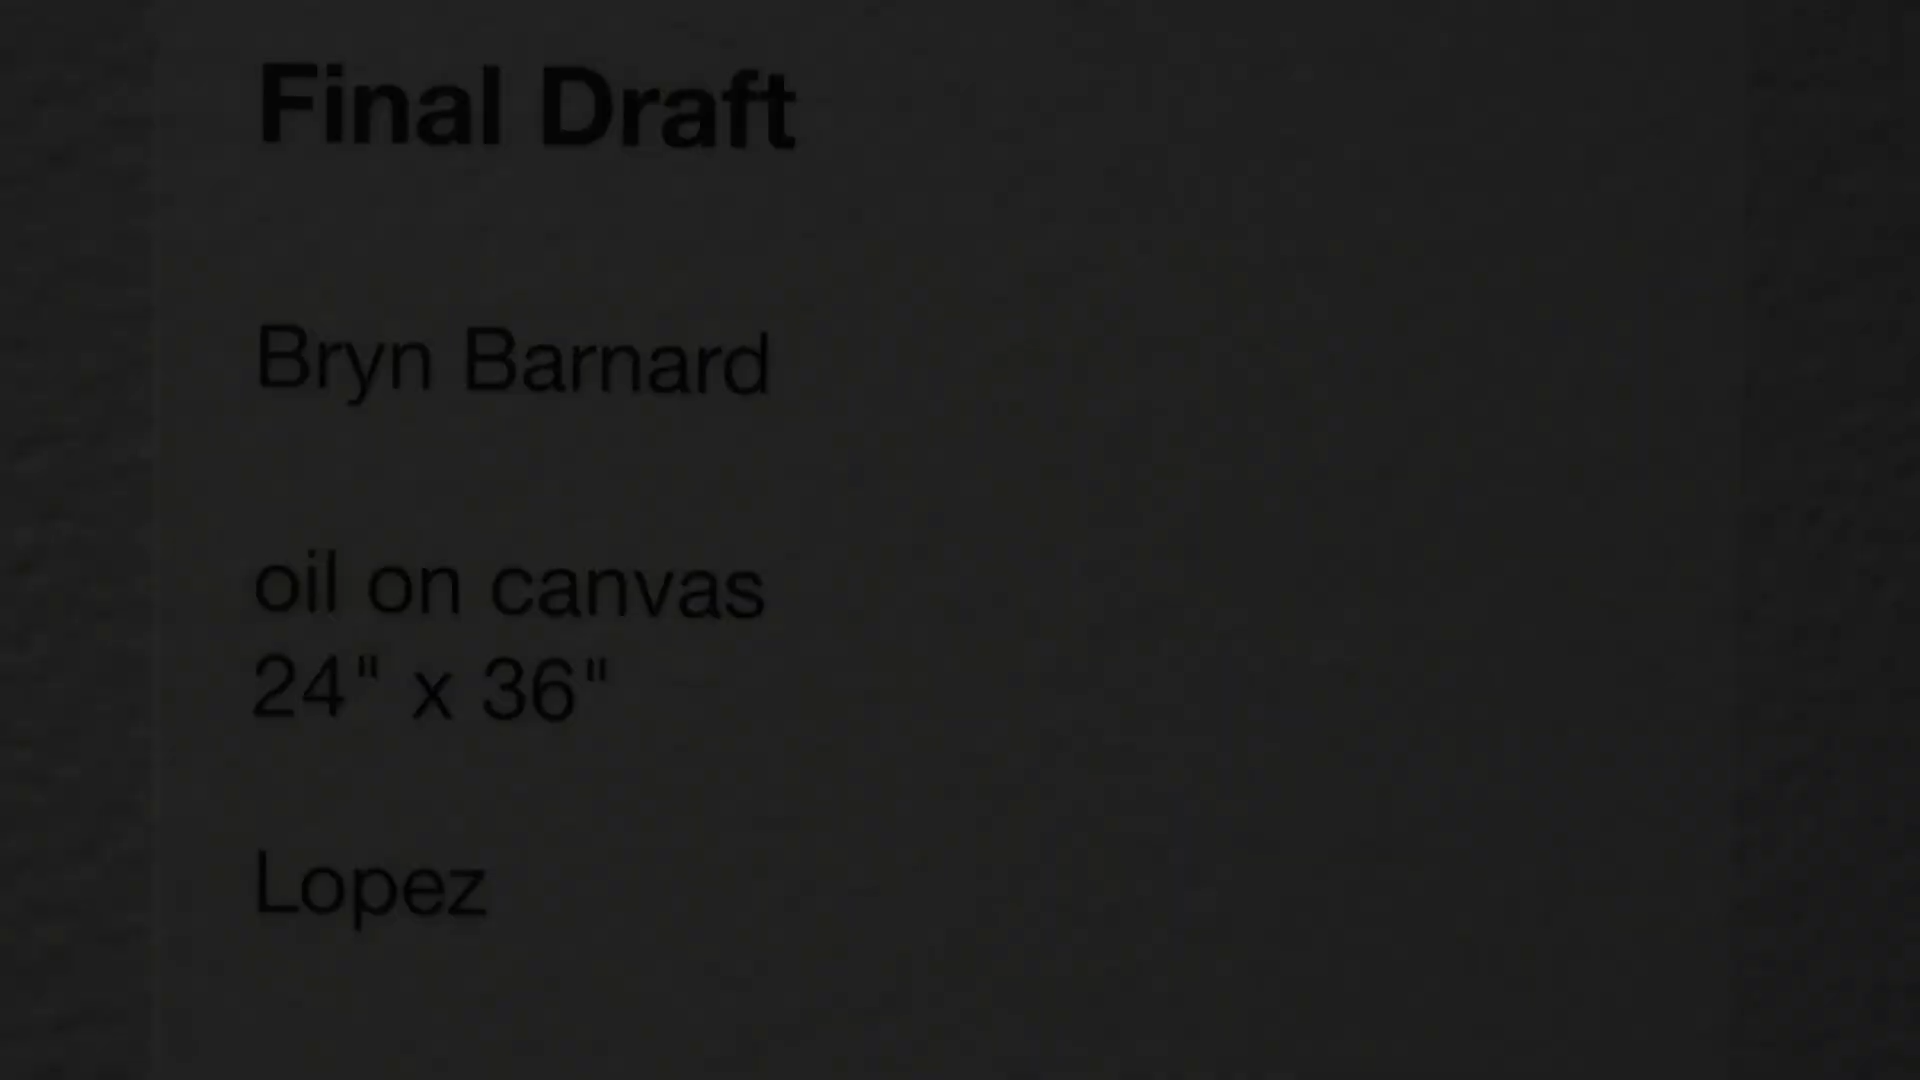 Final Draft
Bryn Barnard
oil on canvas
24" x 36"
Lopez